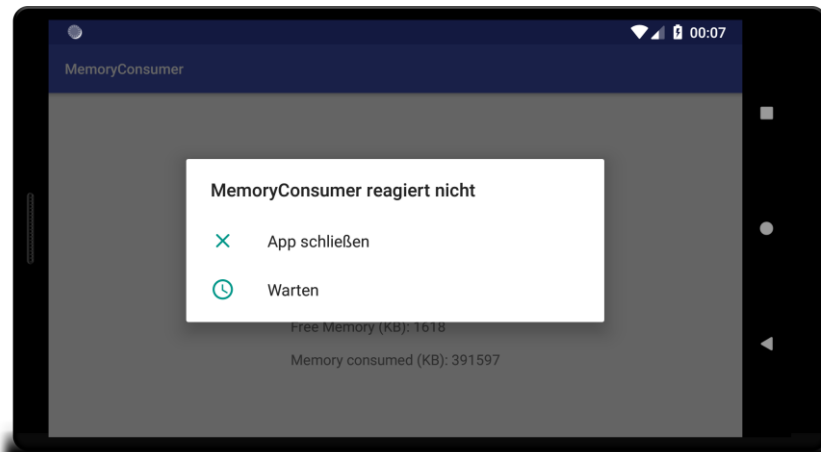 00:07
MemoryConsumer
MemoryConsumer reagiert nicht
App schließen
Warten
Free Memory (KB): 1618
Memory consumed (KB): 391597